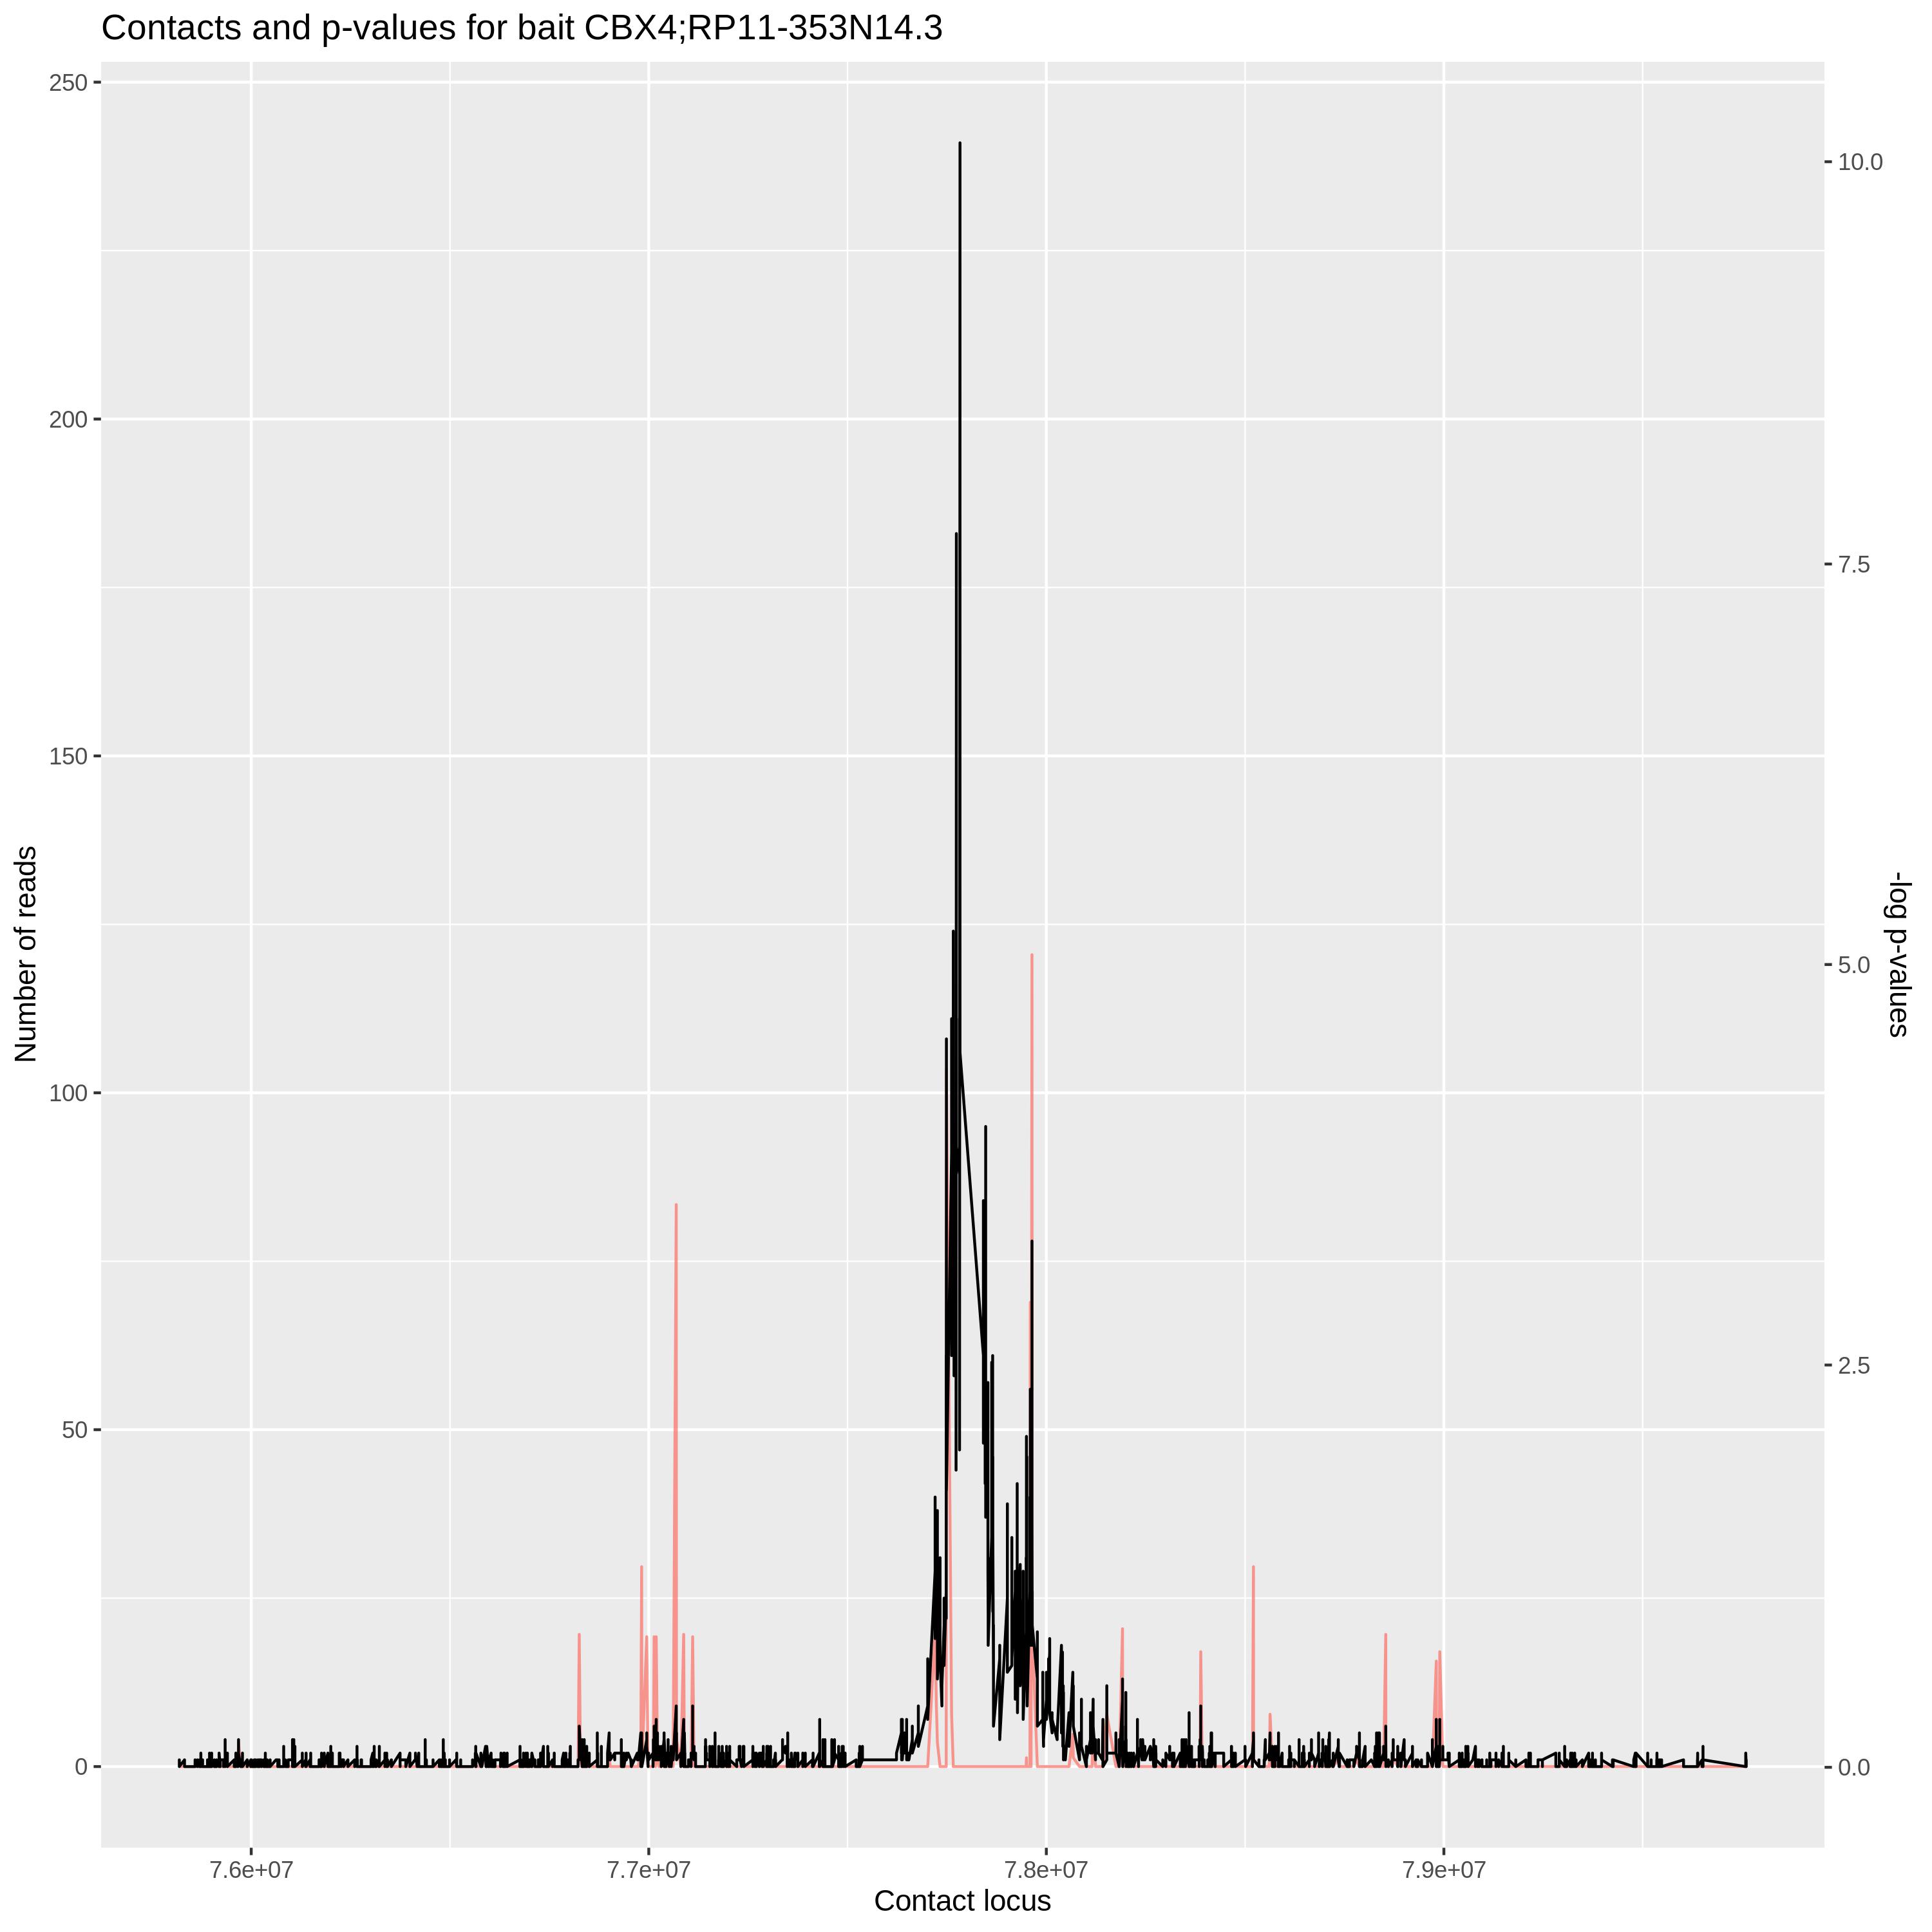 Contacts and p-values for bait CBX4;RP11-353N14.3
250
200
150
100
50
0
Number of reads
10.0
7.5
5.0
2.5
0.0
-log p-values
7.6e+07 7.7e+07 7.8e+07 7.9e+07
Contact locus